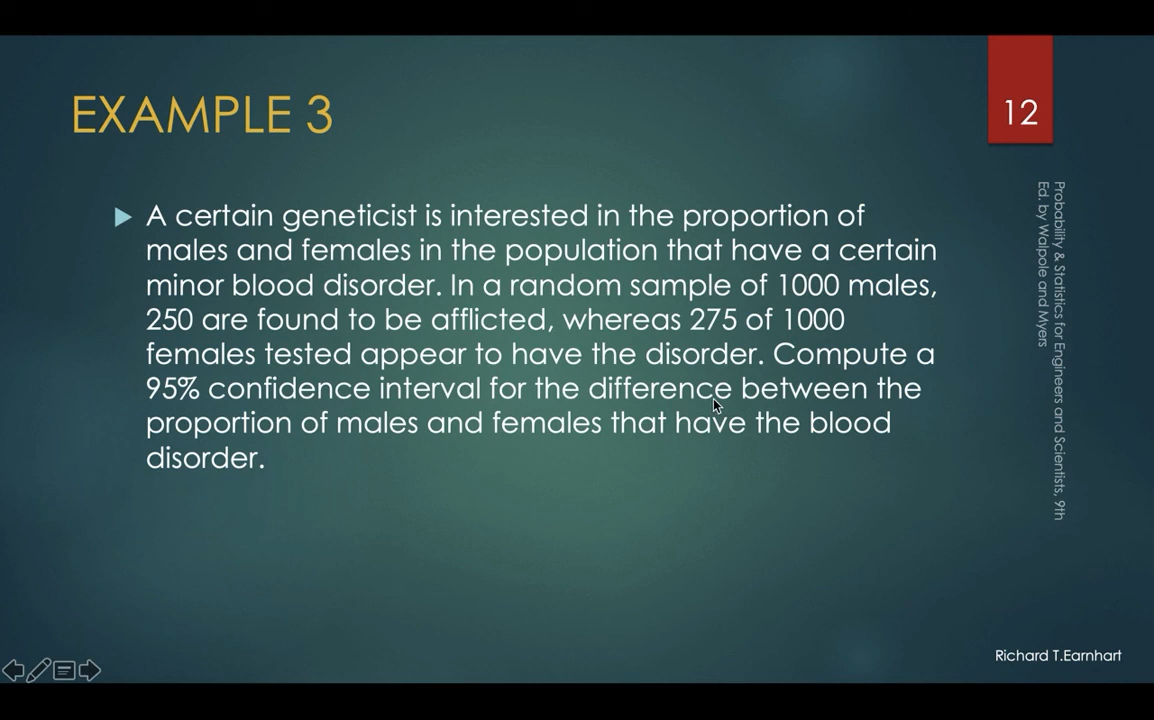 EXAMPLE 3
12
A certain geneticist is interested in the proportion of
males and females in the population that have a certain
minor blood disorder. In a random sample of 1000 males,
250 are found to be afflicted, whereas 275 of 1000
females tested appear to have the disorder. Compute a
95% confidence interval for the difference between the
proportion of males and females that have the blood
disorder.
Probability & Statistics for Engineers and Scientists, 9th
Ed. by Walpole and Myers
Richard T.Earnhart